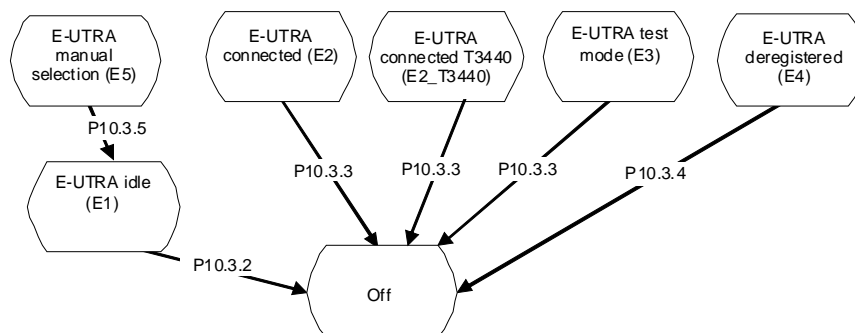 E-UTRA
manual
selection (E5)
E-UTRA
connected (E2)
E-UTRA
connected T3440
(E2_T3440)
E-UTRA test
mode (E3)
E-UTRA
deregistered
(E4)
P10.3.5
P10.3.3
P10.3.3
P10.3.3
P10.3.4
E-UTRA idle
(E1)
P10.3.2
Off